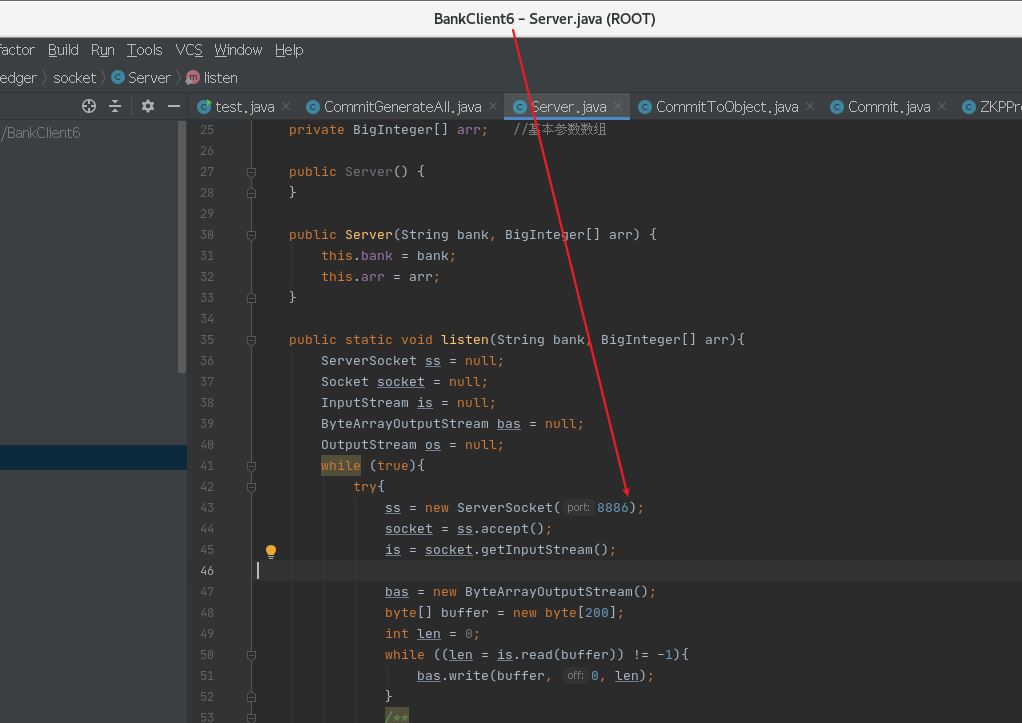 BankClient6 – Server.java (ROOT)
factor Build Run Tools VCS Window Help
edger socket Server listen
test.java CommitGenerateAll.java Server.java CommitToObject.java Commit.java ZKPPr
/BankClient6
25 private BigInteger[] arr; //基本参数数组
26
27 public Server() {
28 }
29
30 public Server(String bank, BigInteger[] arr) {
31 this.bank = bank;
32 this.arr = arr;
33 }
34
35 public static void listen(String bank, BigInteger[] arr){
36 ServerSocket ss = null;
37 Socket socket = null;
38 InputStream is = null;
39 ByteArrayOutputStream bas = null;
40 OutputStream os = null;
41 while (true){
42 try{
43 ss = new ServerSocket( port: 8886);
44 socket = ss.accept();
45 is = socket.getInputStream();
46
47 bas = new ByteArrayOutputStream();
48 byte[] buffer = new byte[200];
49 int len = 0;
50 while ((len = is.read(buffer)) != -1){
51 bas.write(buffer, off: 0, len);
52 }
53 /**